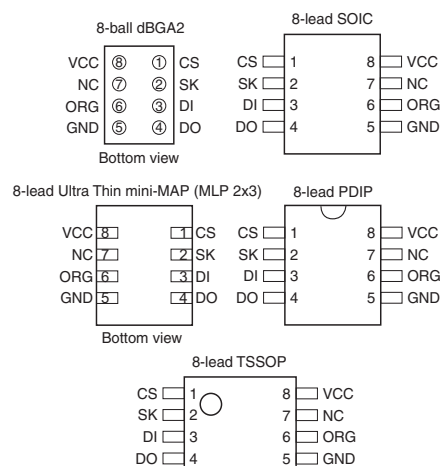 8-ball dBGA2
VCC 8 1 CS
NC 7 2 SK
ORG 6 3 DI
GND 5 4 DO
Bottom view
8-lead SOIC
CS 1 8 VCC
SK 2 7 NC
DI 3 6 ORG
DO 4 5 GND
8-lead Ultra Thin mini-MAP (MLP 2x3)
VCC 8 1 CS
NC 7 2 SK
ORG 6 3 DI
GND 5 4 DO
Bottom view
8-lead PDIP
CS 1 8 VCC
SK 2 7 NC
DI 3 6 ORG
DO 4 5 GND
8-lead TSSOP
CS 1 8 VCC
SK 2 7 NC
DI 3 6 ORG
DO 4 5 GND